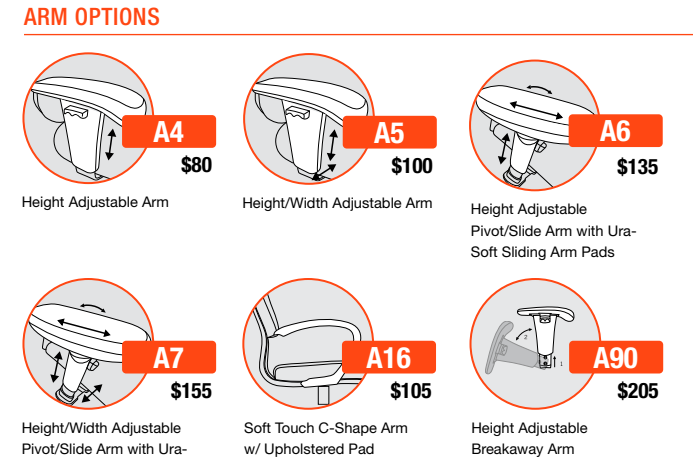 ARM OPTIONS
A4
$80
Height Adjustable Arm
A5
$100
Height/Width Adjustable Arm
A6
$135
Height Adjustable
Pivot/Slide Arm with Ura-
Soft Sliding Arm Pads
A7
$155
Height/Width Adjustable
Pivot/Slide Arm with Ura-
A16
$105
Soft Touch C-Shape Arm
w/ Upholstered Pad
2
1
A90
$205
Height Adjustable
Breakaway Arm